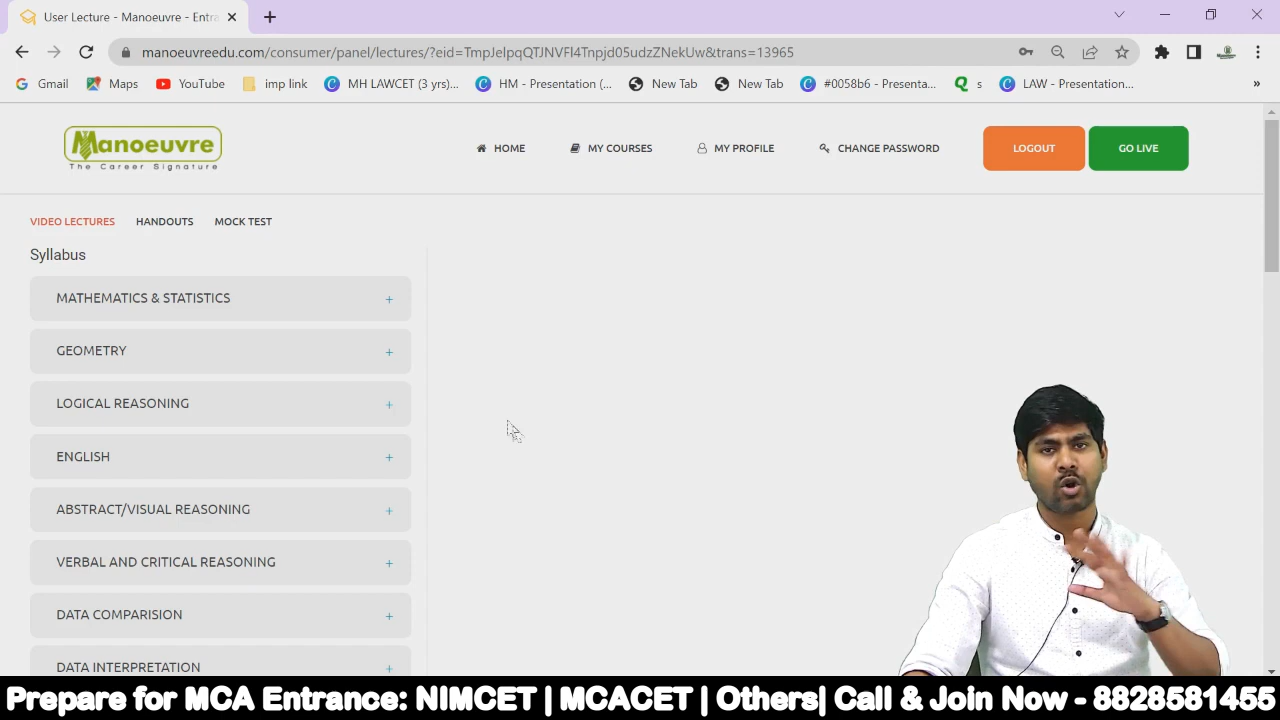 User Lecture - Manoeuvre - Entra
manoeuvreedu.com/consumer/panel/lectures/?eid=TmpJelpqQTJNVFl4Tnpjd05udzZNekUw&trans=13965
Gmail Maps YouTube imp link MH LAWCET (3 yrs)... HM - Presentation (... New Tab New Tab #0058b6 - Presenta... s LAW - Presentation... »
Manoeuvre
The Career Signature
HOME MY COURSES MY PROFILE CHANGE PASSWORD LOGOUT GO LIVE
VIDEO LECTURES HANDOUTS MOCK TEST
Syllabus
MATHEMATICS & STATISTICS +
GEOMETRY +
LOGICAL REASONING +
ENGLISH +
ABSTRACT/VISUAL REASONING +
VERBAL AND CRITICAL REASONING +
DATA COMPARISION +
DATA INTERPRETATION +
Prepare for MCA Entrance: NIMCET | MCACET | Others| Call & Join Now - 8828581455